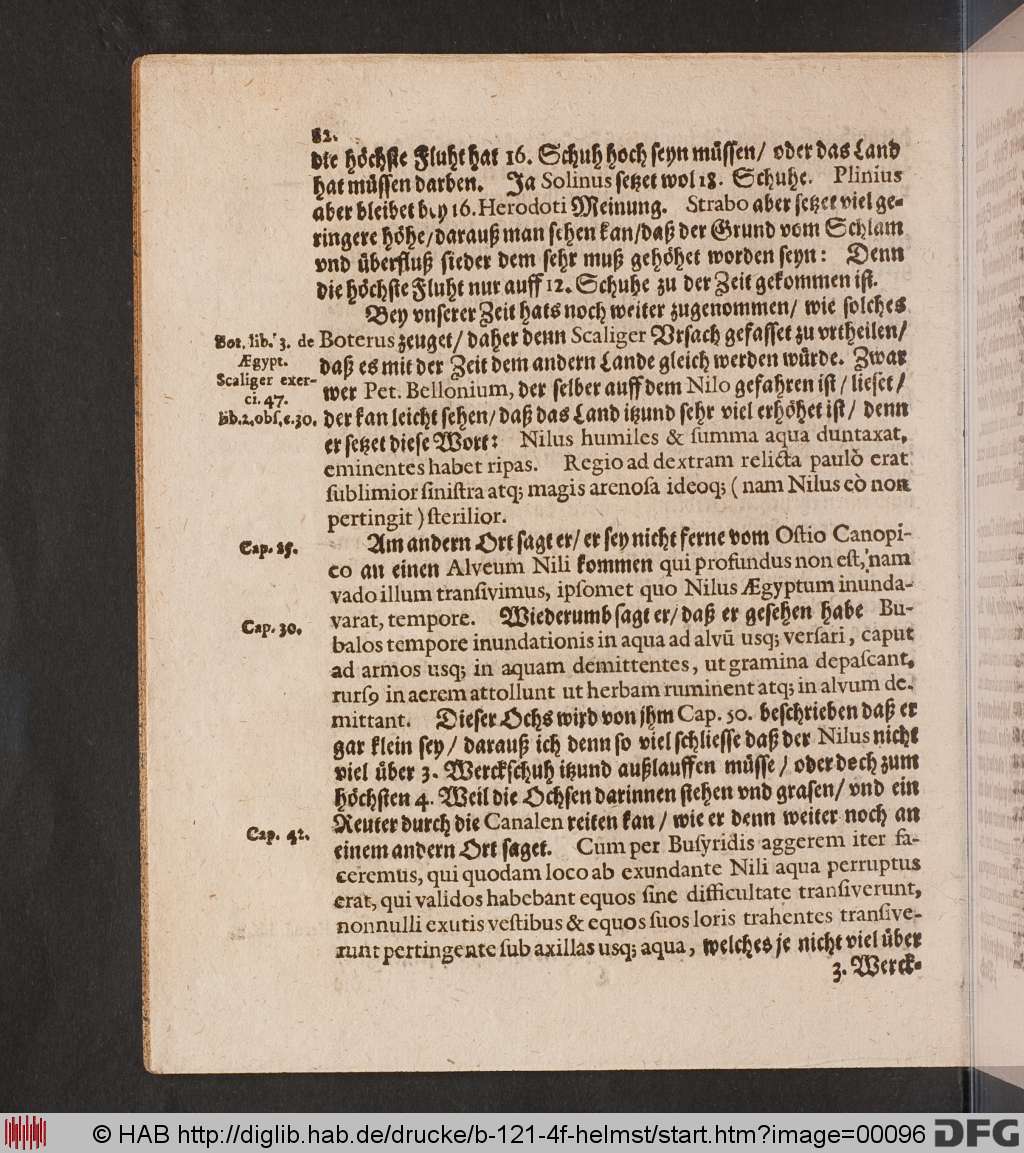 82.
die höchste Fluht hat 16. Schuh hoch seyn müssen/ oder das Land
hat müssen darben. Ja Solinus setzet wol 18. Schuhe. Plinius
aber bleibet bey 16. Herodoti Meinung. Strabo aber setzet viel ge-
ringere höhe/darauß man sehen kan/daß der Grund vom Schlam
vnd überfluß sieder dem sehr muß gehöhet worden seyn: Denn
die höchste Fluht nur auff 12. Schuhe zu der Zeit gekommen ist.
Bey vnserer Zeit hats noch weiter zugenommen/ wie solches
Bot. lib. 3. de Boterus zeuget/ daher denn Scaliger Vrsach gefasset zu vrtheilen/
Ægypt. daß es mit der Zeit dem andern Lande gleich werden würde. Zwar
Scaliger exer-
ci. 47.
wer Pet. Bellonium, der selber auff dem Nilo gefahren ist/ lieset/
lib.2.obs.c.30. der kan leicht sehen/ daß das Land itzund sehr viel erhöhet ist/ denn
er setzet diese Wort: Nilus humiles & summa aqua duntaxat,
eminentes habet ripas. Regio ad dextram relicta paulò erat
sublimior sinistra atq; magis arenosa ideoq; ( nam Nilus eò non
pertingit ) sterilior.
Cap. 25. Am andern Ort sagt er/ er sey nicht ferne vom Ostio Canopi-
co an einen Alveum Nili kommen qui profundus non est, nam
vado illum transivimus, ipsomet quo Nilus Ægyptum inunda-
Cap. 30. varat, tempore. Wiederumb sagt er/ daß er gesehen habe Bu-
balos tempore inundationis in aqua ad alvū usq; versari, caput
ad armos usq; in aquam demittentes, ut gramina depascant,
rursꝰ in aerem attollunt ut herbam ruminent atq; in alvum de-
mittant. Dieser Ochs wird von jhm Cap. 50. beschrieben daß er
gar klein sey/ darauß ich denn so viel schliesse daß der Nilus nicht
viel über 3. Werckschuh itzund außlauffen müsse/ oder doch zum
höchsten 4. Weil die Ochsen darinnen stehen vnd grasen/ vnd ein
Cap. 42. Reuter durch die Canalen reiten kan/ wie er denn weiter noch an
einem andern Ort saget. Cum per Busyridis aggerem iter fa-
ceremus, qui quodam loco ab exundante Nili aqua perruptus
erat, qui validos habebant equos sine difficultate transiverunt,
nonnulli exutis vestibus & equos suos loris trahentes transive-
runt pertingente sub axillas usq; aqua, welches je nicht viel über
3. Werck-
© HAB http://diglib.hab.de/drucke/b-121-4f-helmst/start.htm?image=00096 DFG